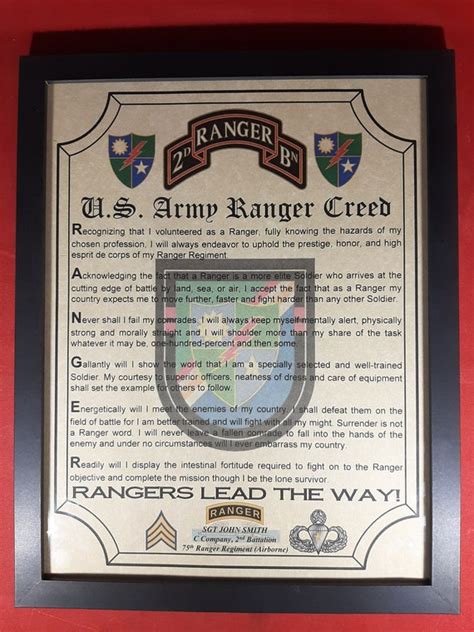 2D RANGER BN
U.S. Army Ranger Creed
Recognizing that I volunteered as a Ranger, fully knowing the hazards of my
chosen profession, I will always endeavor to uphold the prestige, honor, and high
esprit de corps of my Ranger Regiment.
Acknowledging the fact that a Ranger is a more elite Soldier who arrives at the
cutting edge of battle by land, sea, or air, I accept the fact that as a Ranger my
country expects me to move further, faster and fight harder than any other Soldier.
Never shall I fail my comrades, I will always keep myself mentally alert, physically
strong and morally straight and I will shoulder more than my share of the task
whatever it may be, one-hundred-percent and then some.
Gallantly will I show the world that I am a specially selected and well-trained
Soldier. My courtesy to superior officers, neatness of dress and care of equipment
shall set the example for others to follow.
Energetically will I meet the enemies of my country, I shall defeat them on the
field of battle for I am better trained and will fight with all my might. Surrender is not
a Ranger word. I will never leave a fallen comrade to fall into the hands of the
enemy and under no circumstances will I ever embarrass my country.
Readily will I display the intestinal fortitude required to fight on to the Ranger
objective and complete the mission though I be the lone survivor.
RANGERS LEAD THE WAY!
RANGER
SGT JOHN SMITH
C Company, 2nd Battalion
75th Ranger Regiment (Airborne)